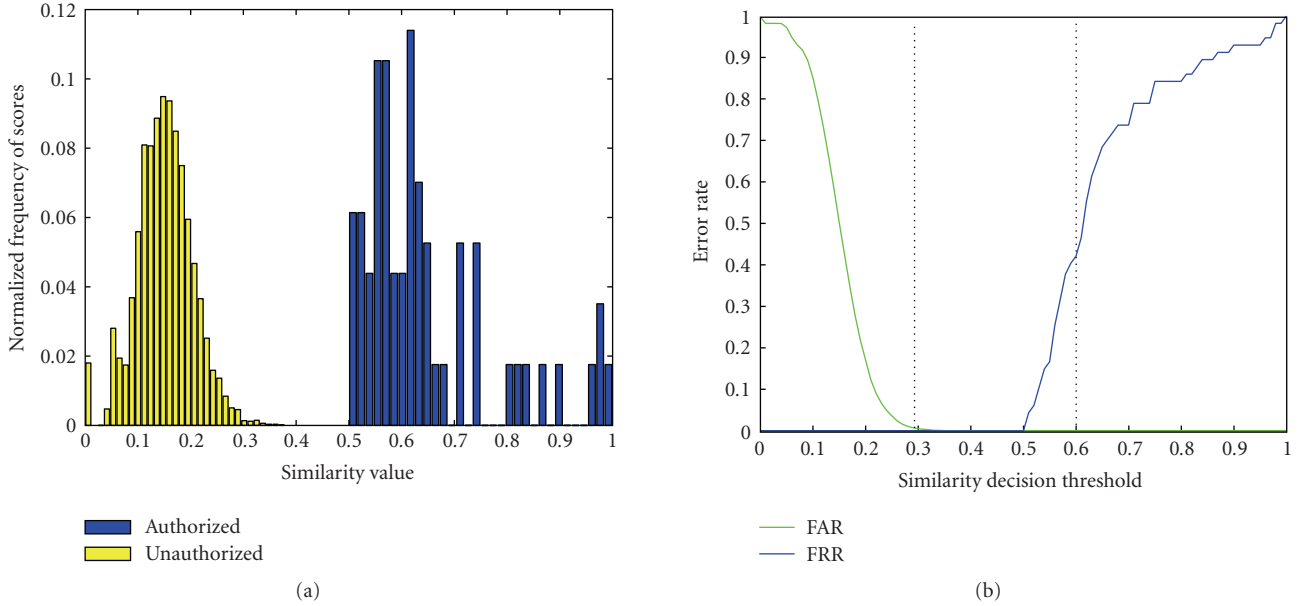 Normalized frequency of scores
0.12
0.1
0.08
0.06
0.04
0.02
0
0 0.1 0.2 0.3 0.4 0.5 0.6 0.7 0.8 0.9 1
Similarity value
Authorized
Unauthorized
(a)
Error rate
1
0.9
0.8
0.7
0.6
0.5
0.4
0.3
0.2
0.1
0
0 0.1 0.2 0.3 0.4 0.5 0.6 0.7 0.8 0.9 1
Similarity decision threshold
FAR
FRR
(b)